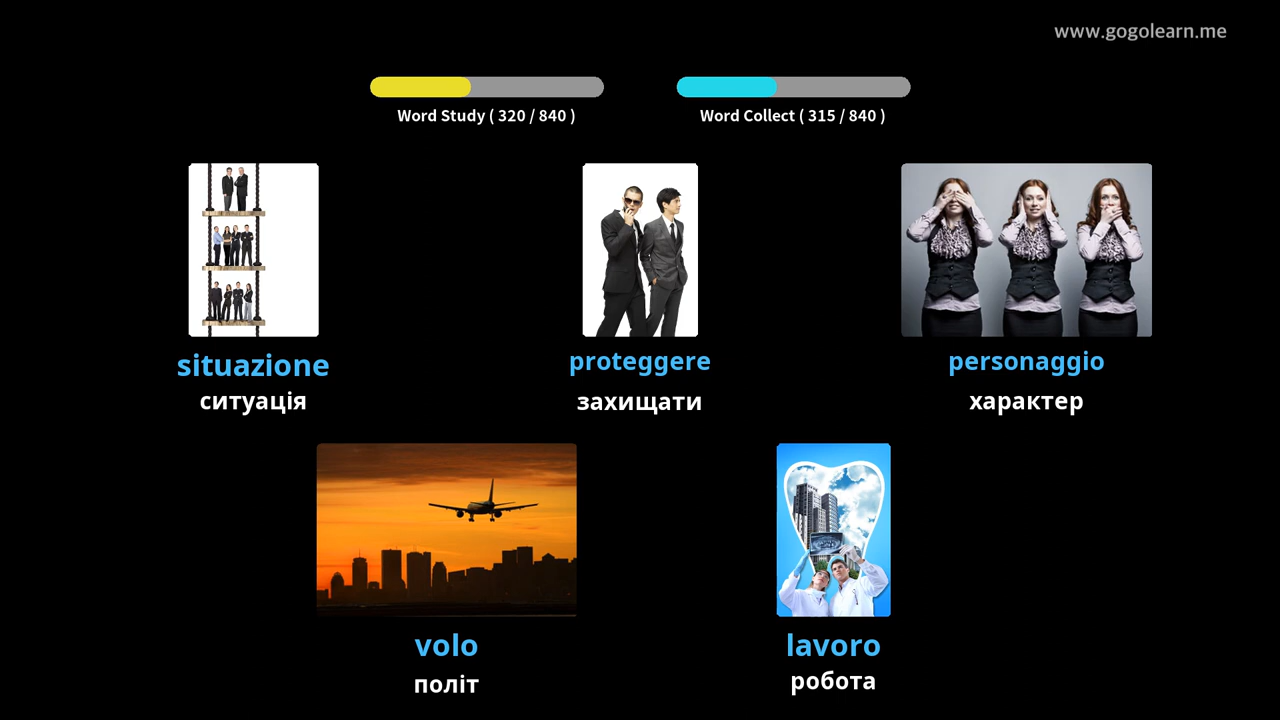 www.gogolearn.me
Word Study ( 320 / 840 )
Word Collect ( 315 / 840 )
situazione
ситуація
proteggere
захищати
personaggio
характер
volo
політ
lavoro
робота